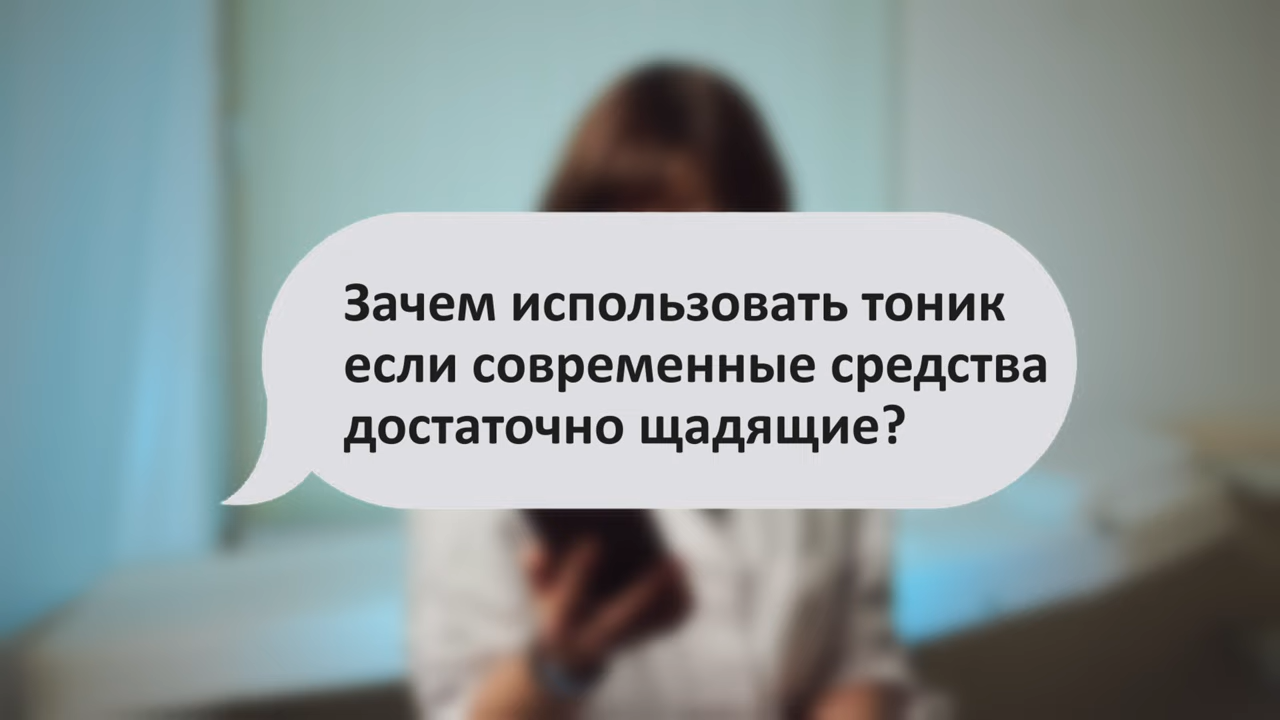 Зачем использовать тоник
если современные средства
достаточно щадящие?